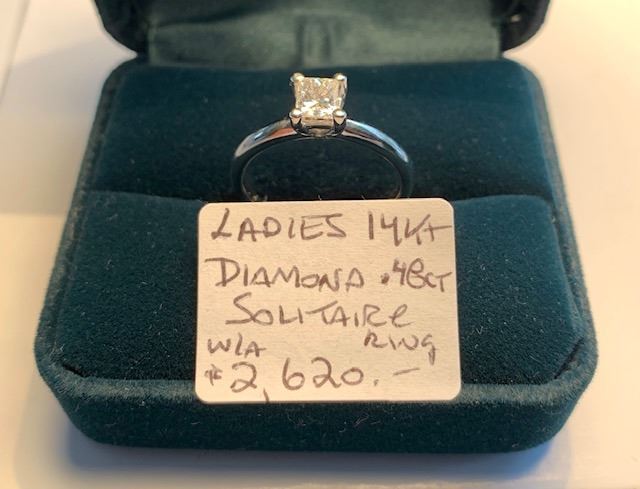 LADIES 14kt
DIAMOND .48CT
SOLITAIRE
W/A RING
$2,620.—